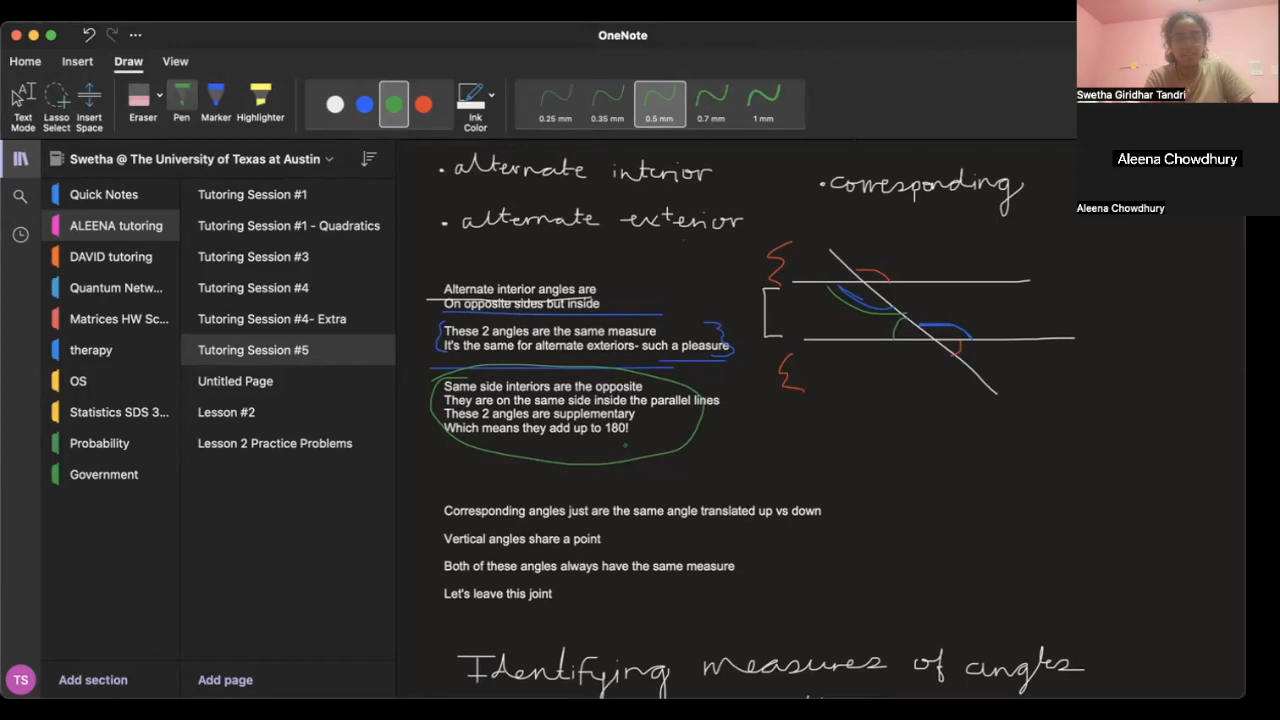 OneNote
Home Insert Draw View
Text Mode
Lasso Select
Insert Space
Eraser
Pen
Marker
Highlighter
Ink Color
0.25 mm
0.35 mm
0.5 mm
0.7 mm
1 mm
Swetha Giridhar Tandri
Aleena Chowdhury
Aleena Chowdhury
Swetha @ The University of Texas at Austin
Quick Notes
ALEENA tutoring
DAVID tutoring
Quantum Netw...
Matrices HW Sc...
therapy
OS
Statistics SDS 3...
Probability
Government
Tutoring Session #1
Tutoring Session #1 - Quadratics
Tutoring Session #3
Tutoring Session #4
Tutoring Session #4- Extra
Tutoring Session #5
Untitled Page
Lesson #2
Lesson 2 Practice Problems
TS
Add section
Add page
• alternate interior
• alternate exterior
• corresponding
Alternate interior angles are
On opposite sides but inside
These 2 angles are the same measure
It's the same for alternate exteriors- such a pleasure
Same side interiors are the opposite
They are on the same side inside the parallel lines
These 2 angles are supplementary
Which means they add up to 180!
Corresponding angles just are the same angle translated up vs down
Vertical angles share a point
Both of these angles always have the same measure
Let's leave this joint
Identifying measures of angles